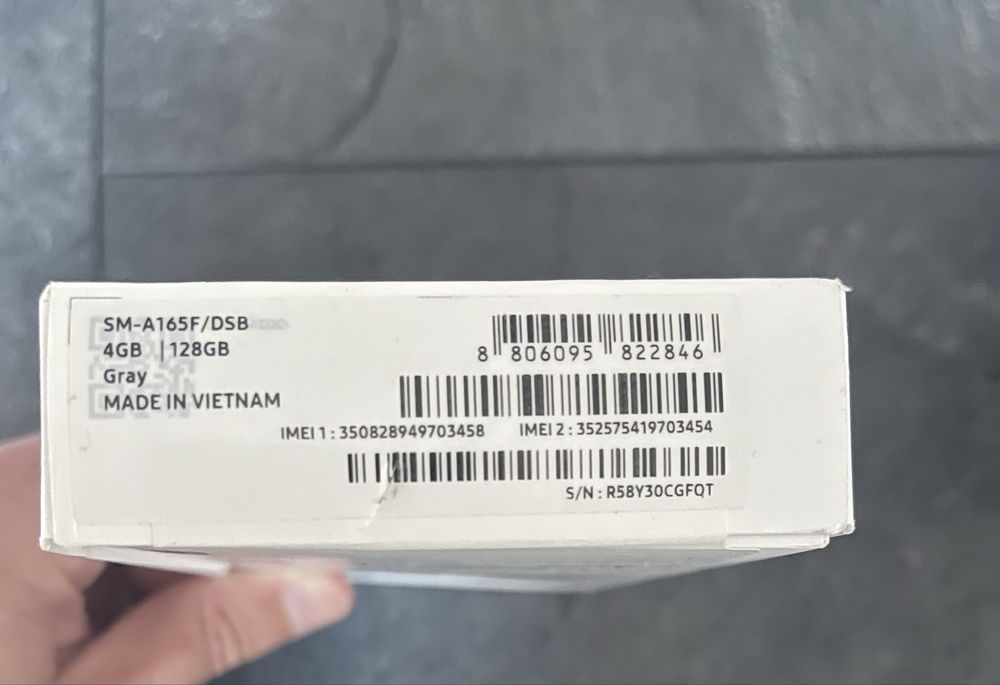 SM-A165F/DSB
4GB | 128GB
Gray
MADE IN VIETNAM
8 806095 822846
IMEI 1 : 350828949703458 IMEI 2 : 352575419703454
S/N : R58Y30CGFQT